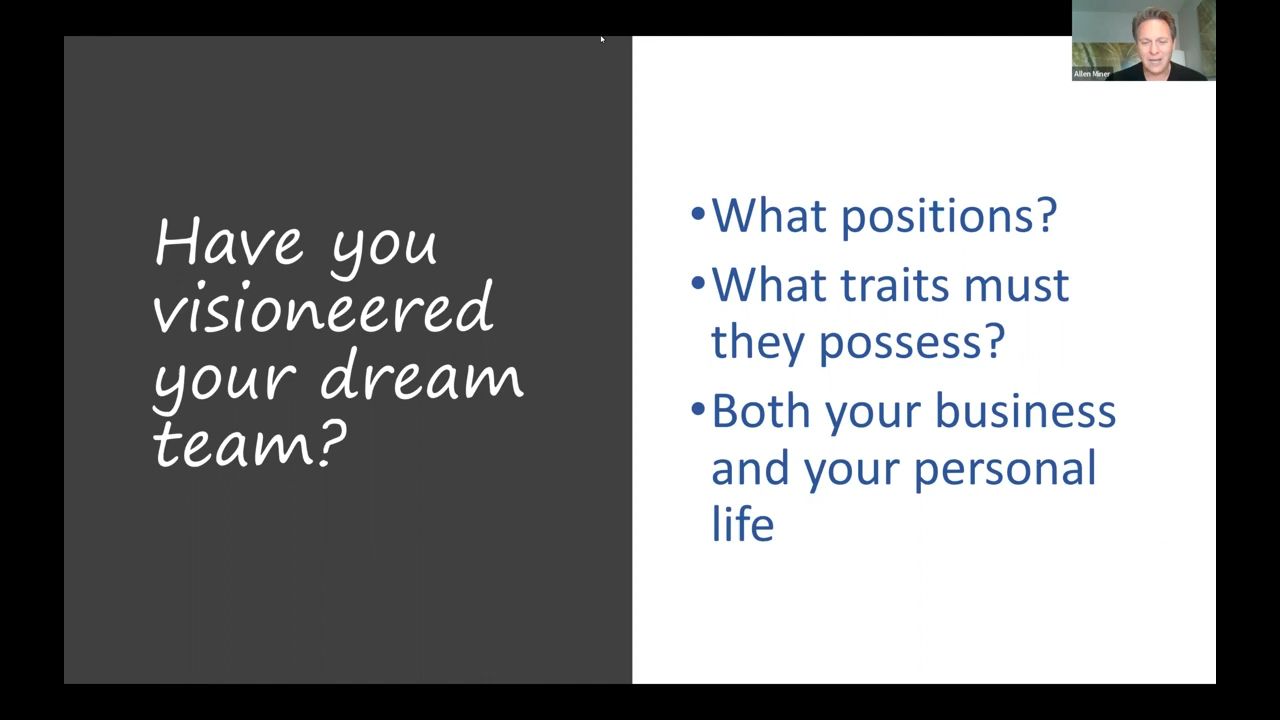 Have you
visioneered
your dream
team?
•What positions?
•What traits must
they possess?
•Both your business
and your personal
life
Allen Miner